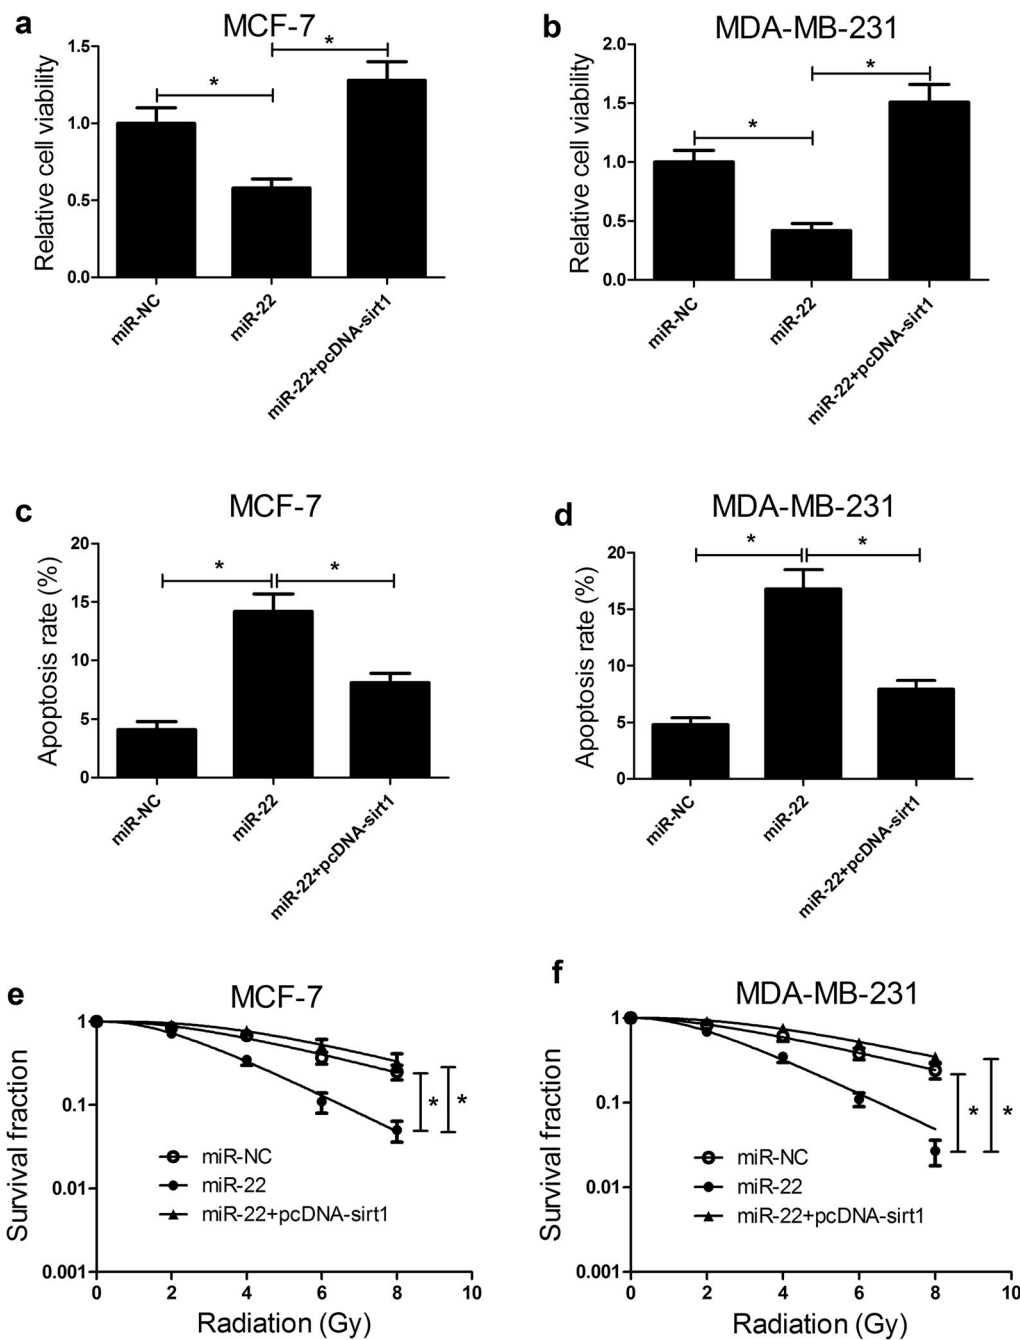 a
MCF-7
Relative cell viability
1.5
1.0
0.5
0.0
*
*
miR-NC
miR-22
miR-22+pcDNA-sirt1
b
MDA-MB-231
Relative cell viability
2.0
1.5
1.0
0.5
0.0
*
*
miR-NC
miR-22
miR-22+pcDNA-sirt1
c
MCF-7
Apoptosis rate (%)
20
15
10
5
0
*
*
miR-NC
miR-22
miR-22+pcDNA-sirt1
d
MDA-MB-231
Apoptosis rate (%)
20
15
10
5
0
*
*
miR-NC
miR-22
miR-22+pcDNA-sirt1
e
MCF-7
Survival fraction
1
0.1
0.01
0.001
*
*
miR-NC
miR-22
miR-22+pcDNA-sirt1
0 2 4 6 8 10
Radiation (Gy)
f
MDA-MB-231
Survival fraction
1
0.1
0.01
0.001
*
*
miR-NC
miR-22
miR-22+pcDNA-sirt1
0 2 4 6 8 10
Radiation (Gy)